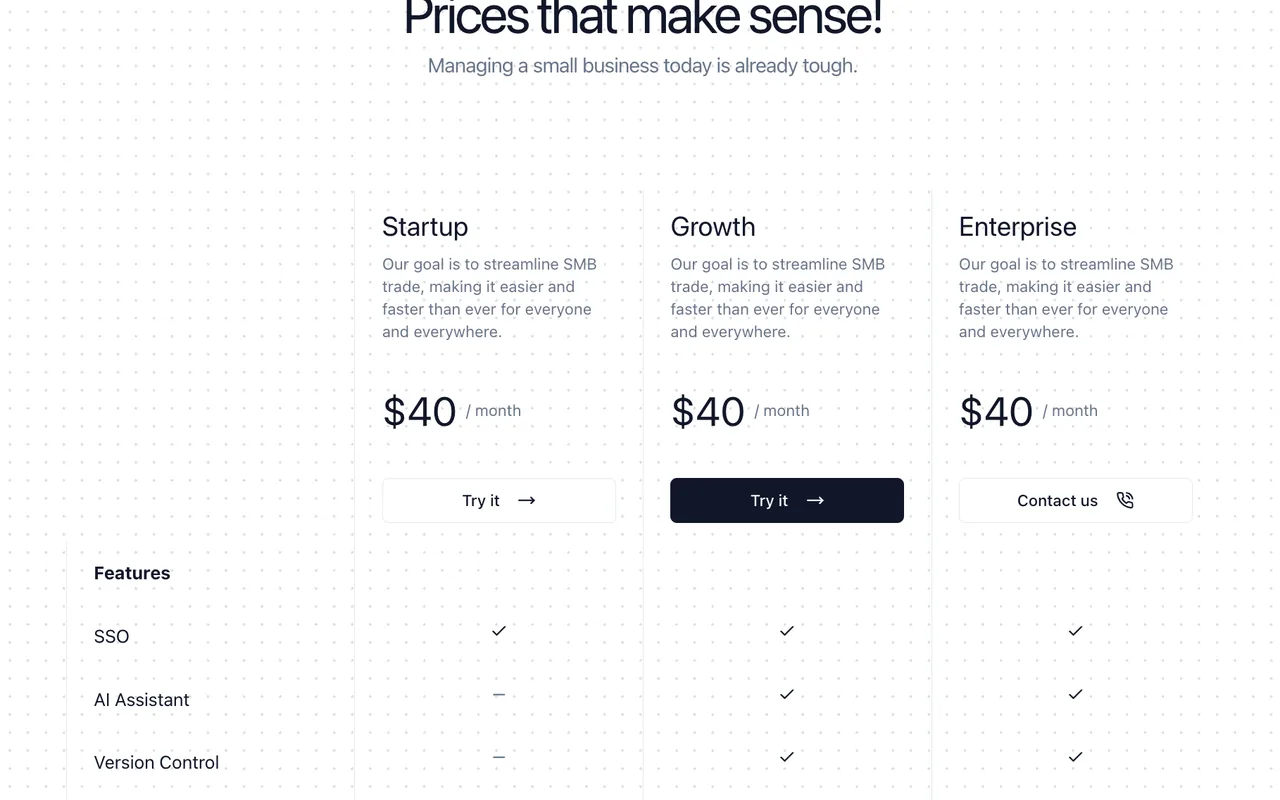 Prices that make sense!
Managing a small business today is already tough.
Startup
Our goal is to streamline SMB
trade, making it easier and
faster than ever for everyone
and everywhere.
$40 / month
Try it
Growth
Our goal is to streamline SMB
trade, making it easier and
faster than ever for everyone
and everywhere.
$40 / month
Try it
Enterprise
Our goal is to streamline SMB
trade, making it easier and
faster than ever for everyone
and everywhere.
$40 / month
Contact us
Features
SSO
AI Assistant
Version Control